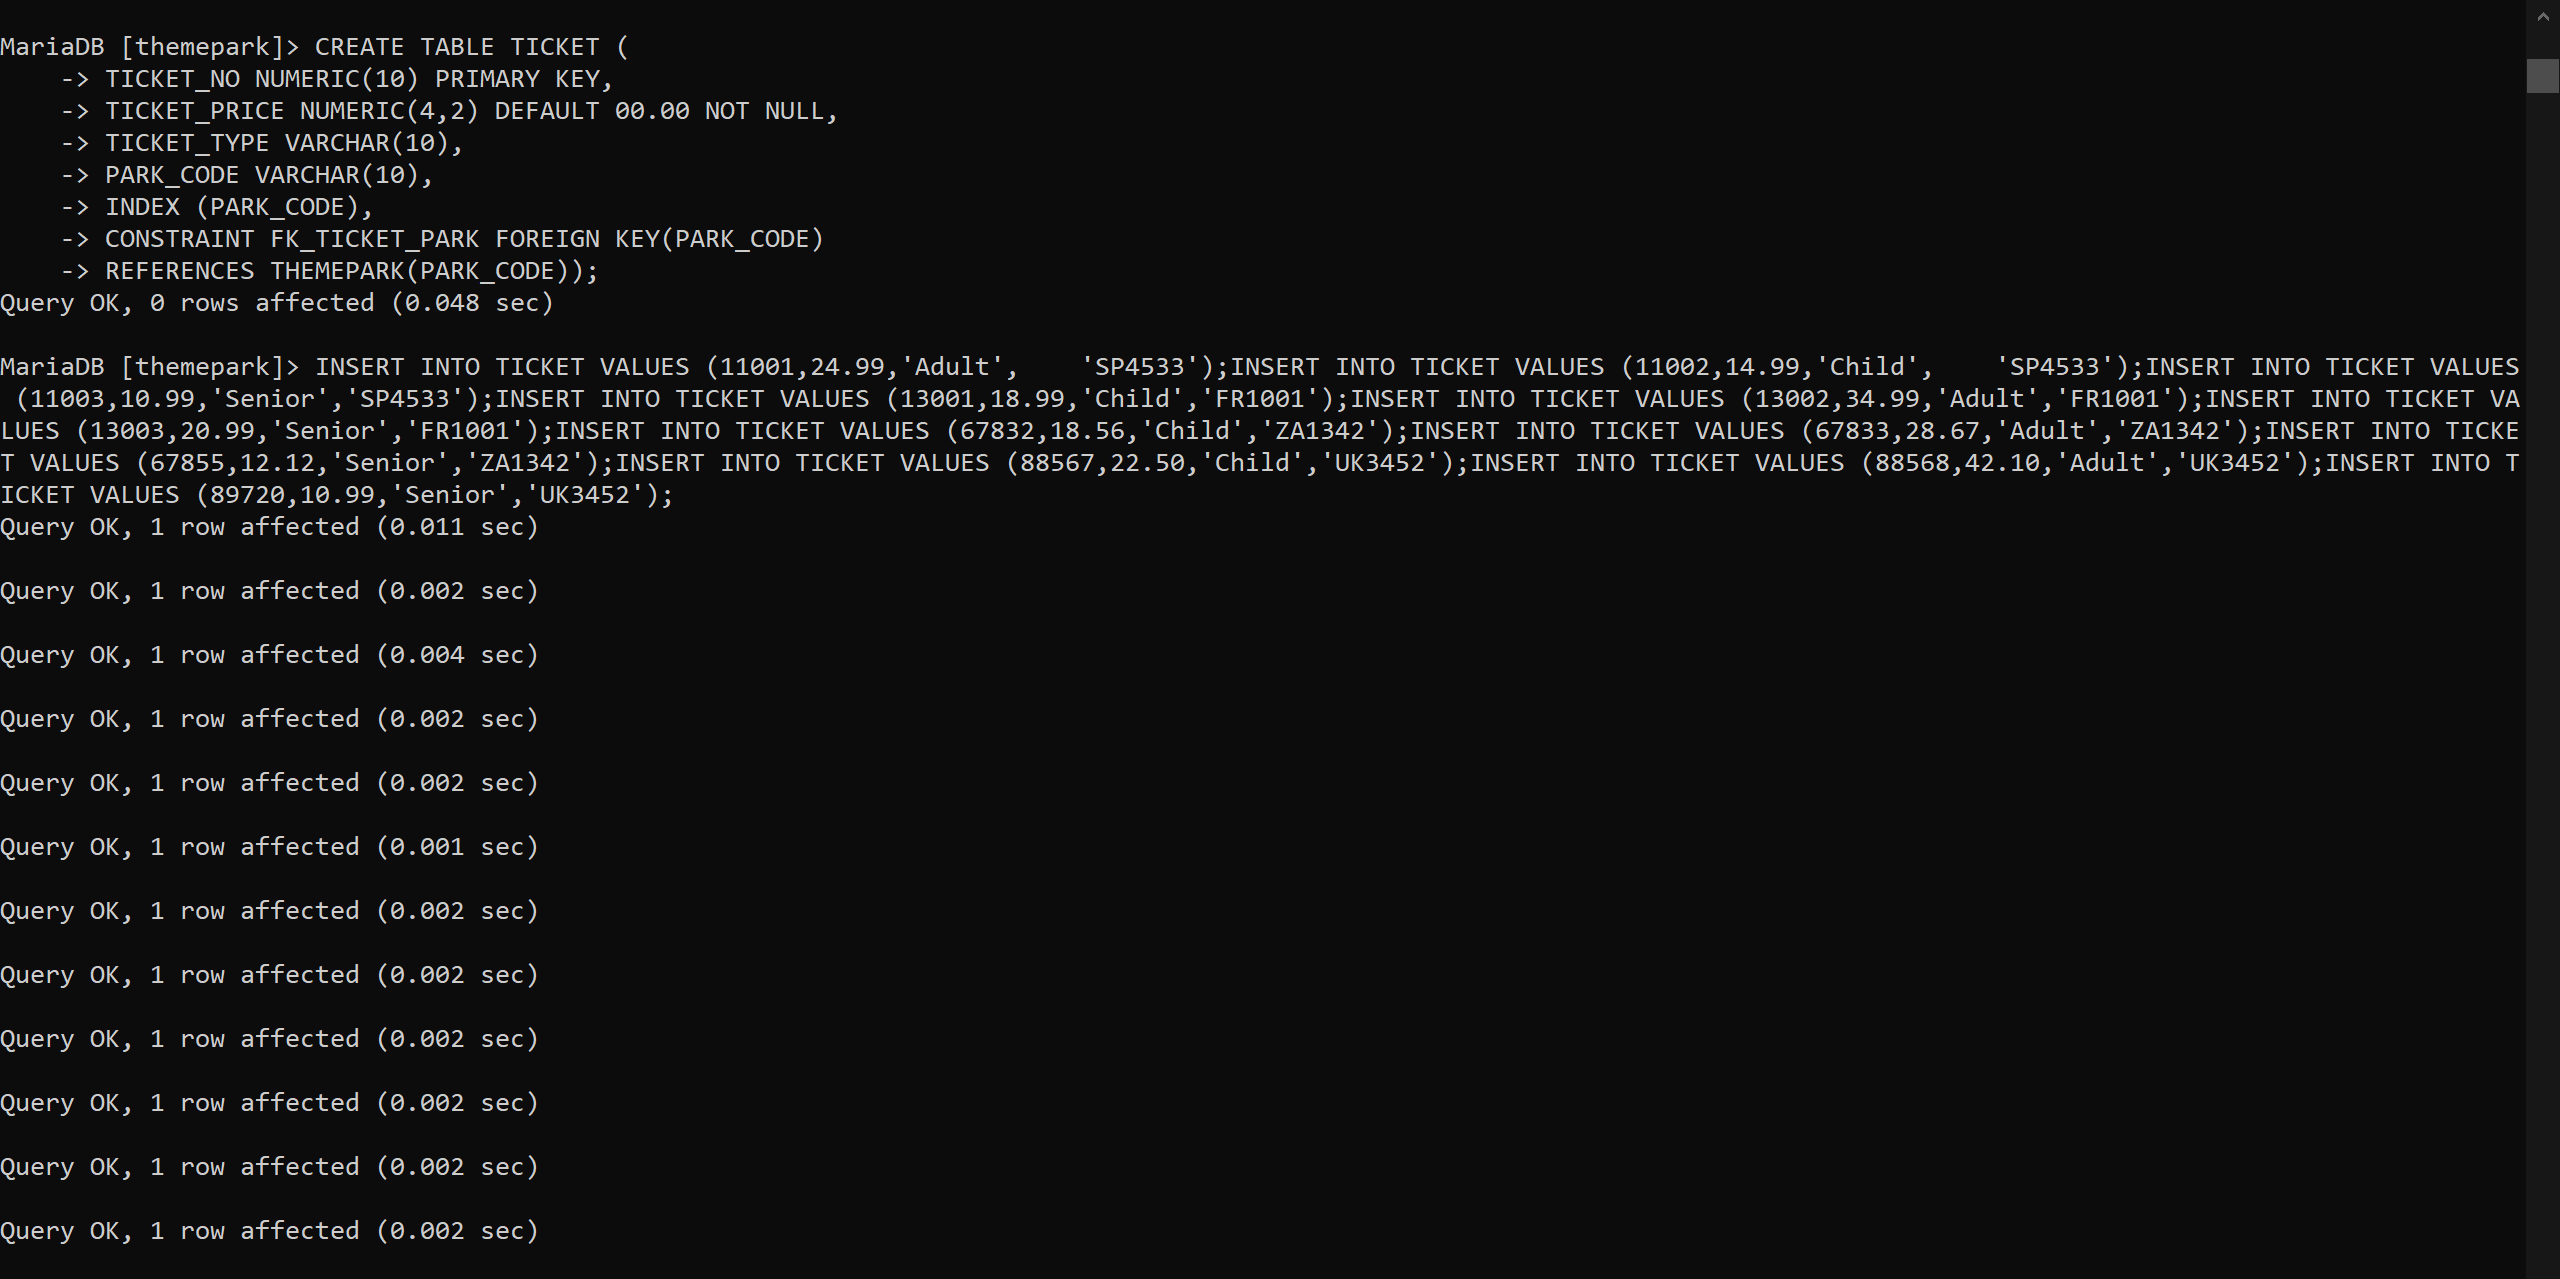 MariaDB [themepark]> CREATE TABLE TICKET (
    -> TICKET_NO NUMERIC(10) PRIMARY KEY,
    -> TICKET_PRICE NUMERIC(4,2) DEFAULT 00.00 NOT NULL,
    -> TICKET_TYPE VARCHAR(10),
    -> PARK_CODE VARCHAR(10),
    -> INDEX (PARK_CODE),
    -> CONSTRAINT FK_TICKET_PARK FOREIGN KEY(PARK_CODE)
    -> REFERENCES THEMEPARK(PARK_CODE));
Query OK, 0 rows affected (0.048 sec)

MariaDB [themepark]> INSERT INTO TICKET VALUES (11001,24.99,'Adult',    'SP4533');INSERT INTO TICKET VALUES (11002,14.99,'Child',    'SP4533');INSERT INTO TICKET VALUES
 (11003,10.99,'Senior','SP4533');INSERT INTO TICKET VALUES (13001,18.99,'Child','FR1001');INSERT INTO TICKET VALUES (13002,34.99,'Adult','FR1001');INSERT INTO TICKET VA
LUES (13003,20.99,'Senior','FR1001');INSERT INTO TICKET VALUES (67832,18.56,'Child','ZA1342');INSERT INTO TICKET VALUES (67833,28.67,'Adult','ZA1342');INSERT INTO TICKE
T VALUES (67855,12.12,'Senior','ZA1342');INSERT INTO TICKET VALUES (88567,22.50,'Child','UK3452');INSERT INTO TICKET VALUES (88568,42.10,'Adult','UK3452');INSERT INTO T
ICKET VALUES (89720,10.99,'Senior','UK3452');
Query OK, 1 row affected (0.011 sec)

Query OK, 1 row affected (0.002 sec)

Query OK, 1 row affected (0.004 sec)

Query OK, 1 row affected (0.002 sec)

Query OK, 1 row affected (0.002 sec)

Query OK, 1 row affected (0.001 sec)

Query OK, 1 row affected (0.002 sec)

Query OK, 1 row affected (0.002 sec)

Query OK, 1 row affected (0.002 sec)

Query OK, 1 row affected (0.002 sec)

Query OK, 1 row affected (0.002 sec)

Query OK, 1 row affected (0.002 sec)